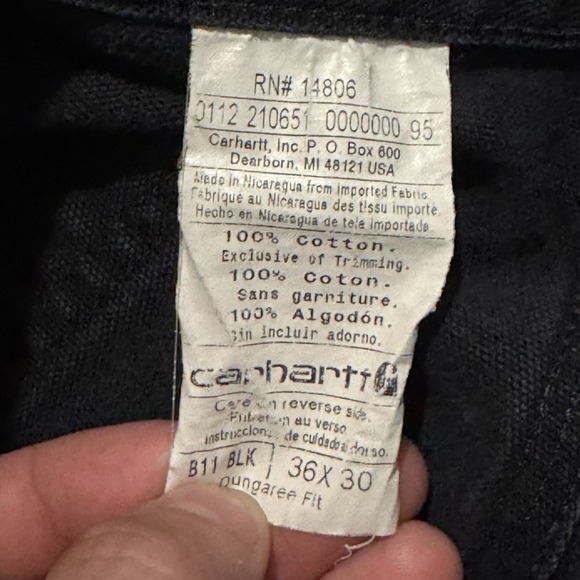 RN# 14806
0112 210651 0000000 95
Carhartt, Inc. P. O. Box 600
Dearborn, MI 48121 USA
Made in Nicaragua from Imported Fabric
Fabriqué au Nicaragua des tissu importé.
Hecho en Nicaragua de tela importada
100% Cotton.
Exclusive of Trimming.
100% Coton.
Sans garniture.
100% Algodón.
Sin incluir adorno.
carhartt
Care on reverse side.
au verso
de cuidados
B11 BLK 36X30
Dungaree Fit